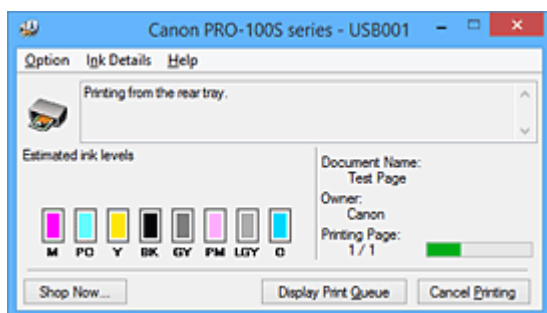 Canon PRO-100S series - USB001
Option Ink Details Help
Printing from the rear tray.
Estimated ink levels
M PC Y BK GY PM LGY C
Document Name:
Test Page
Owner:
Canon
Printing Page:
1 / 1
Shop Now... Display Print Queue Cancel Printing